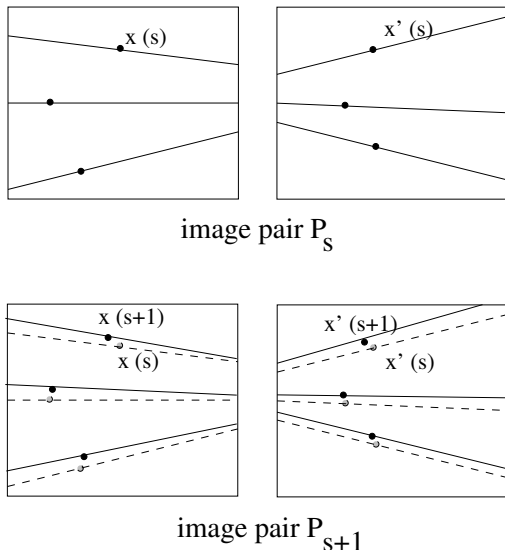 x (s) x' (s)
image pair P_s
x (s+1) x' (s+1)
x (s) x' (s)
image pair P_s+1